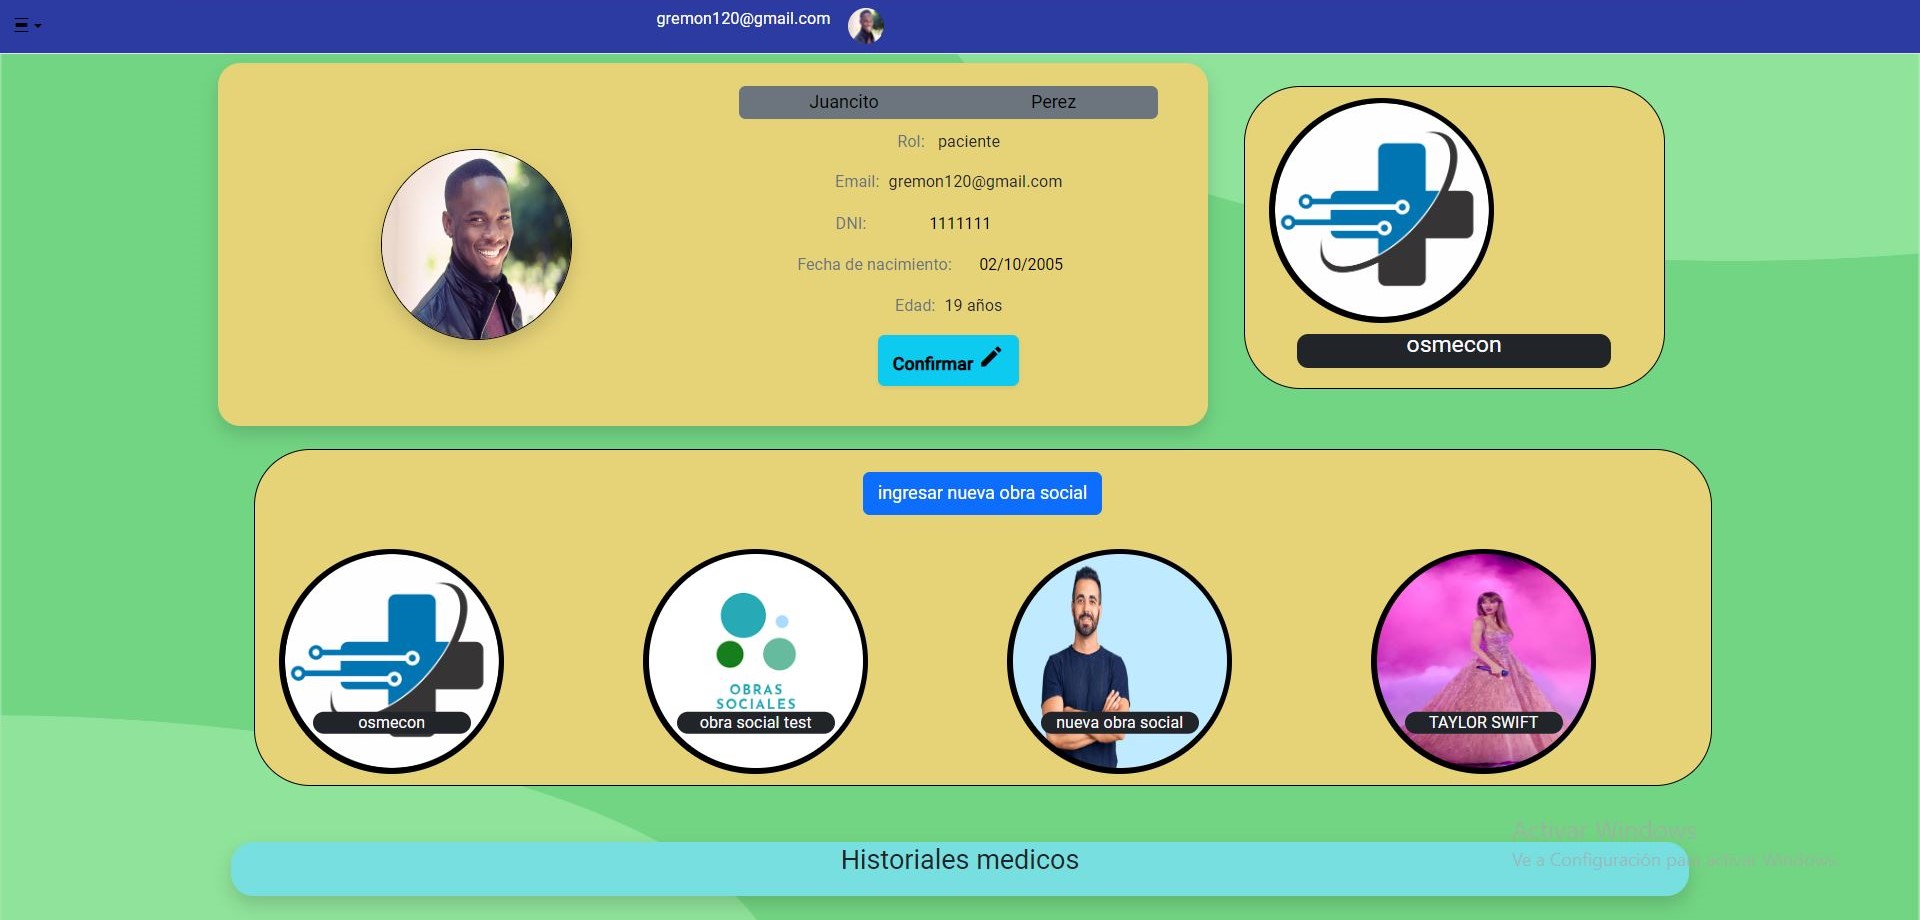 gremon120@gmail.com
Juancito Perez
Rol: paciente
Email: gremon120@gmail.com
DNI: 1111111
Fecha de nacimiento: 02/10/2005
Edad: 19 años
Confirmar
osmecon
ingresar nueva obra social
OBRAS
SOCIALES
osmecon
obra social test
nueva obra social
TAYLOR SWIFT
Historiales medicos
Activar Windows
Ve a Configuración para activar Windows.